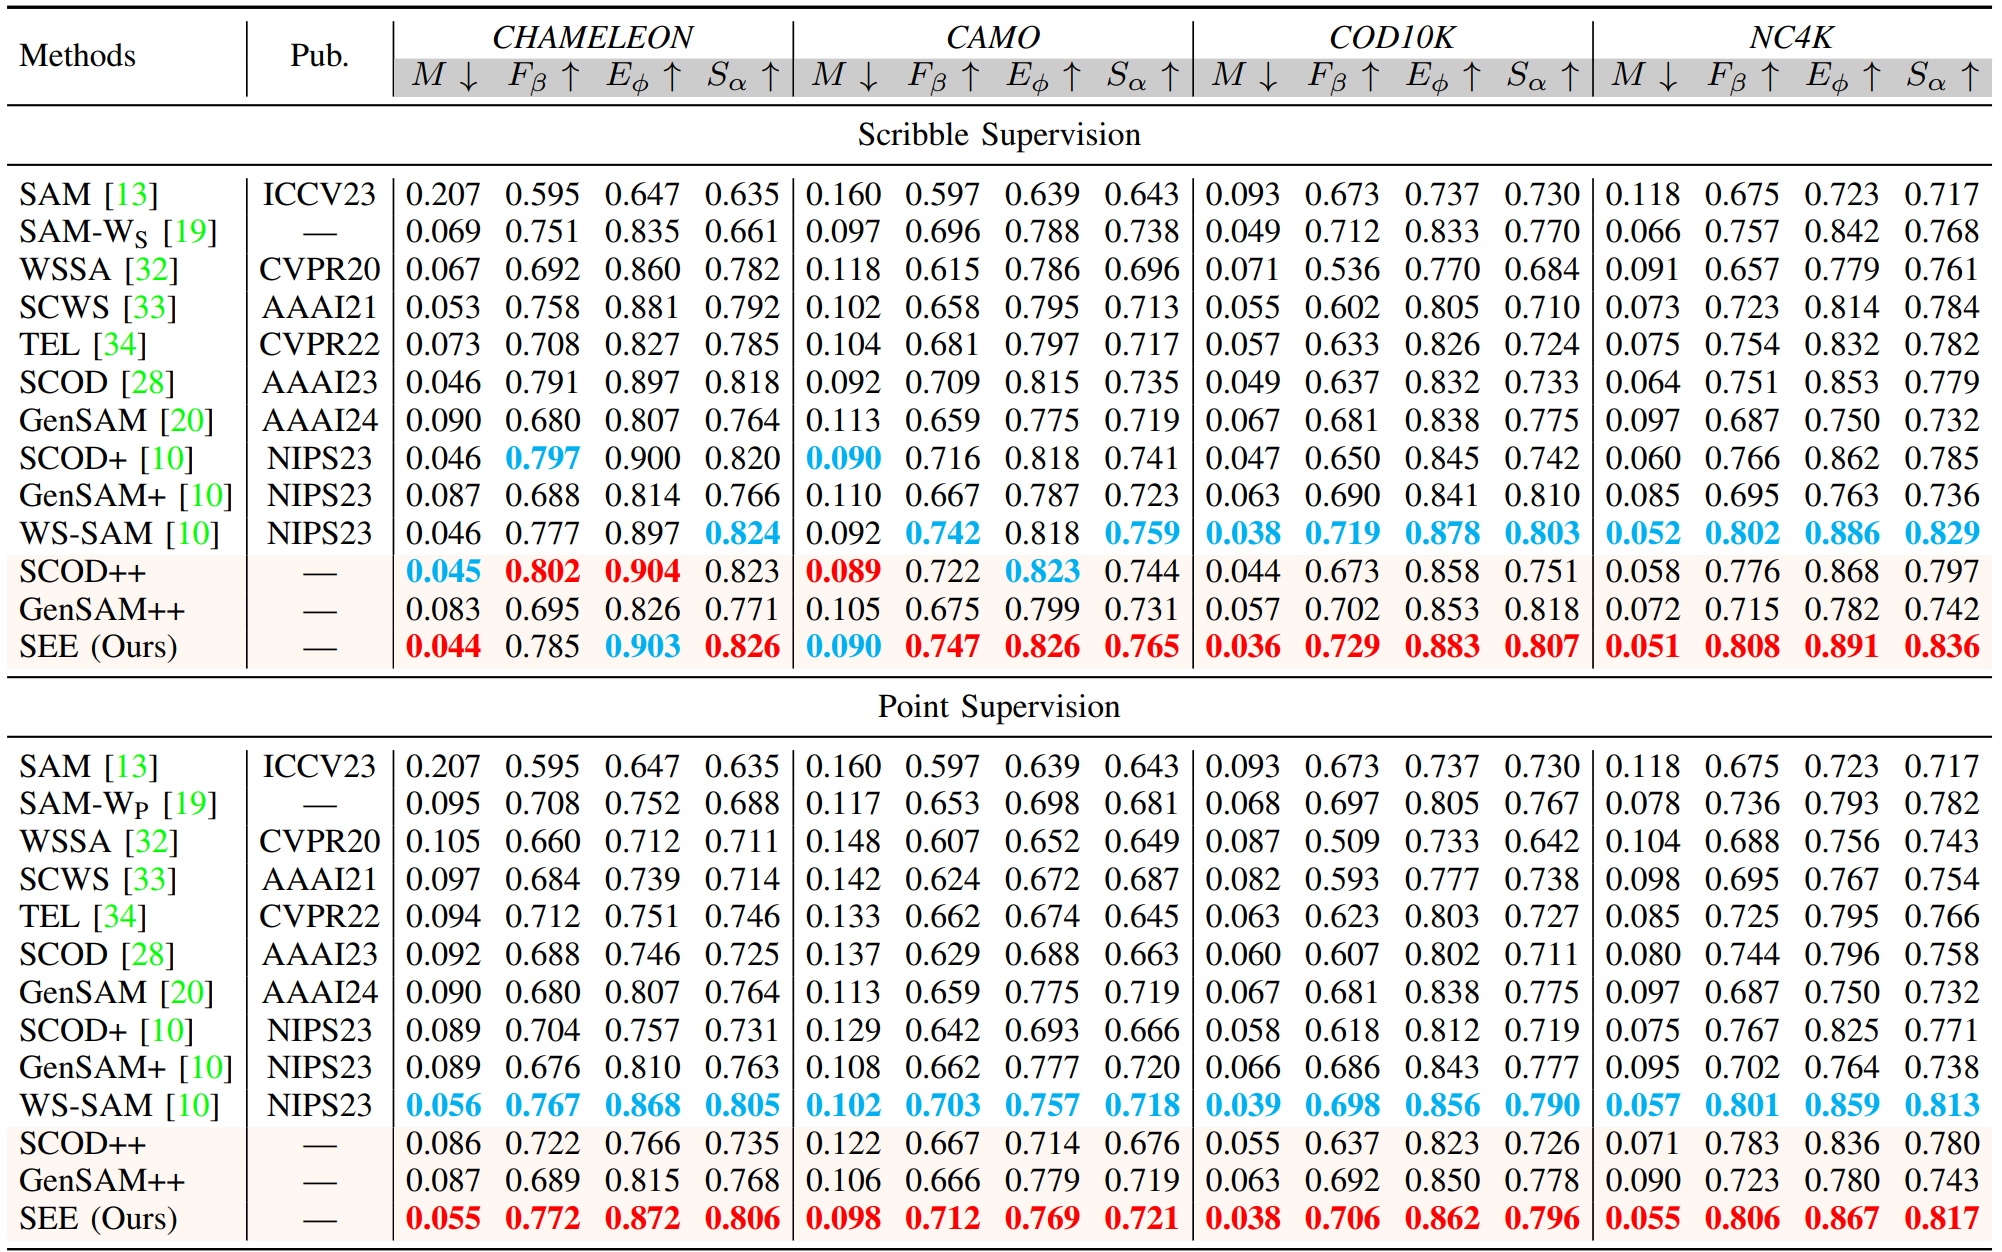 Methods Pub. CHAMELEON CAMO COD10K NC4K
M ↓ Fβ ↑ Eϕ ↑ Sα ↑ M ↓ Fβ ↑ Eϕ ↑ Sα ↑ M ↓ Fβ ↑ Eϕ ↑ Sα ↑ M ↓ Fβ ↑ Eϕ ↑ Sα ↑
Scribble Supervision
SAM [13] ICCV23 0.207 0.595 0.647 0.635 0.160 0.597 0.639 0.643 0.093 0.673 0.737 0.730 0.118 0.675 0.723 0.717
SAM-WS [19] — 0.069 0.751 0.835 0.661 0.097 0.696 0.788 0.738 0.049 0.712 0.833 0.770 0.066 0.757 0.842 0.768
WSSA [32] CVPR20 0.067 0.692 0.860 0.782 0.118 0.615 0.786 0.696 0.071 0.536 0.770 0.684 0.091 0.657 0.779 0.761
SCWS [33] AAAI21 0.053 0.758 0.881 0.792 0.102 0.658 0.795 0.713 0.055 0.602 0.805 0.710 0.073 0.723 0.814 0.784
TEL [34] CVPR22 0.073 0.708 0.827 0.785 0.104 0.681 0.797 0.717 0.057 0.633 0.826 0.724 0.075 0.754 0.832 0.782
SCOD [28] AAAI23 0.046 0.791 0.897 0.818 0.092 0.709 0.815 0.735 0.049 0.637 0.832 0.733 0.064 0.751 0.853 0.779
GenSAM [20] AAAI24 0.090 0.680 0.807 0.764 0.113 0.659 0.775 0.719 0.067 0.681 0.838 0.775 0.097 0.687 0.750 0.732
SCOD+ [10] NIPS23 0.046 0.797 0.900 0.820 0.090 0.716 0.818 0.741 0.047 0.650 0.845 0.742 0.060 0.766 0.862 0.785
GenSAM+ [10] NIPS23 0.087 0.688 0.814 0.766 0.110 0.667 0.787 0.723 0.063 0.690 0.841 0.810 0.085 0.695 0.763 0.736
WS-SAM [10] NIPS23 0.046 0.777 0.897 0.824 0.092 0.742 0.818 0.759 0.038 0.719 0.878 0.803 0.052 0.802 0.886 0.829
SCOD++ — 0.045 0.802 0.904 0.823 0.089 0.722 0.823 0.744 0.044 0.673 0.858 0.751 0.058 0.776 0.868 0.797
GenSAM++ — 0.083 0.695 0.826 0.771 0.105 0.675 0.799 0.731 0.057 0.702 0.853 0.818 0.072 0.715 0.782 0.742
SEE (Ours) — 0.044 0.785 0.903 0.826 0.090 0.747 0.826 0.765 0.036 0.729 0.883 0.807 0.051 0.808 0.891 0.836
Point Supervision
SAM [13] ICCV23 0.207 0.595 0.647 0.635 0.160 0.597 0.639 0.643 0.093 0.673 0.737 0.730 0.118 0.675 0.723 0.717
SAM-WP [19] — 0.095 0.708 0.752 0.688 0.117 0.653 0.698 0.681 0.068 0.697 0.805 0.767 0.078 0.736 0.793 0.782
WSSA [32] CVPR20 0.105 0.660 0.712 0.711 0.148 0.607 0.652 0.649 0.087 0.509 0.733 0.642 0.104 0.688 0.756 0.743
SCWS [33] AAAI21 0.097 0.684 0.739 0.714 0.142 0.624 0.672 0.687 0.082 0.593 0.777 0.738 0.098 0.695 0.767 0.754
TEL [34] CVPR22 0.094 0.712 0.751 0.746 0.133 0.662 0.674 0.645 0.063 0.623 0.803 0.727 0.085 0.725 0.795 0.766
SCOD [28] AAAI23 0.092 0.688 0.746 0.725 0.137 0.629 0.688 0.663 0.060 0.607 0.802 0.711 0.080 0.744 0.796 0.758
GenSAM [20] AAAI24 0.090 0.680 0.807 0.764 0.113 0.659 0.775 0.719 0.067 0.681 0.838 0.775 0.097 0.687 0.750 0.732
SCOD+ [10] NIPS23 0.089 0.704 0.757 0.731 0.129 0.642 0.693 0.666 0.058 0.618 0.812 0.719 0.075 0.767 0.825 0.771
GenSAM+ [10] NIPS23 0.089 0.676 0.810 0.763 0.108 0.662 0.777 0.720 0.066 0.686 0.843 0.777 0.095 0.702 0.764 0.738
WS-SAM [10] NIPS23 0.056 0.767 0.868 0.805 0.102 0.703 0.757 0.718 0.039 0.698 0.856 0.790 0.057 0.801 0.859 0.813
SCOD++ — 0.086 0.722 0.766 0.735 0.122 0.667 0.714 0.676 0.055 0.637 0.823 0.726 0.071 0.783 0.836 0.780
GenSAM++ — 0.087 0.689 0.815 0.768 0.106 0.666 0.779 0.719 0.063 0.692 0.850 0.778 0.090 0.723 0.780 0.743
SEE (Ours) — 0.055 0.772 0.872 0.806 0.098 0.712 0.769 0.721 0.038 0.706 0.862 0.796 0.055 0.806 0.867 0.817